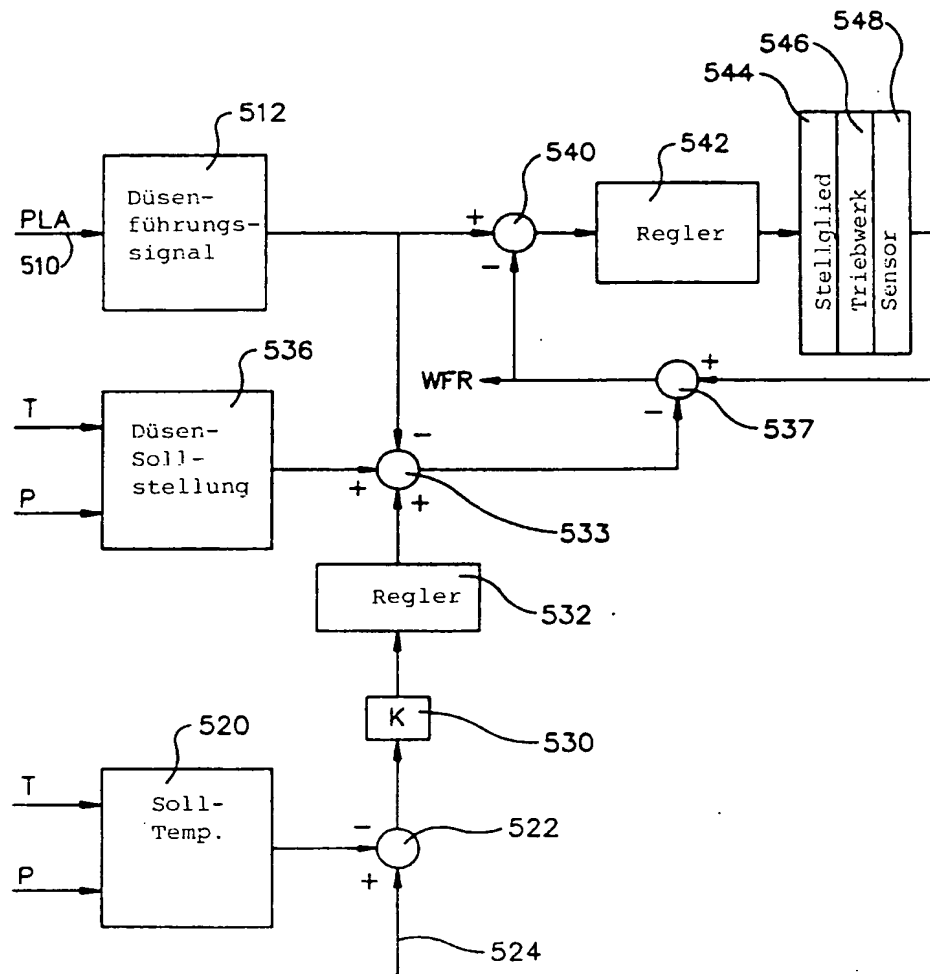 548
546
544
512
540
542
Düsen-
führungs-
signal
PLA
510
+
-
Regler
Stellglied
Triebwerk
Sensor
536
WFR
+
-
537
T
Düsen-
Soll-
stellung
P
-
+
+
533
Regler
532
K
530
520
T
Soll-
Temp.
-
522
P
+
524